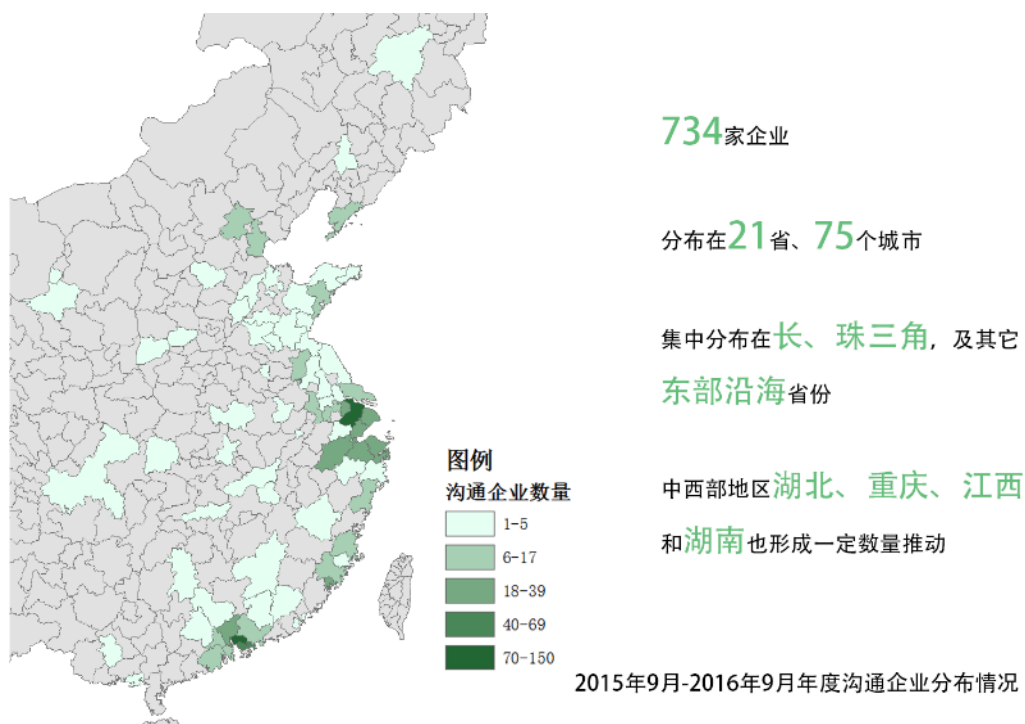 734家企业
分布在21省、75个城市
集中分布在长、珠三角，及其它
东部沿海省份
图例
沟通企业数量
1-5
6-17
18-39
40-69
70-150
中西部地区湖北、重庆、江西
和湖南也形成一定数量推动
2015年9月-2016年9月年度沟通企业分布情况